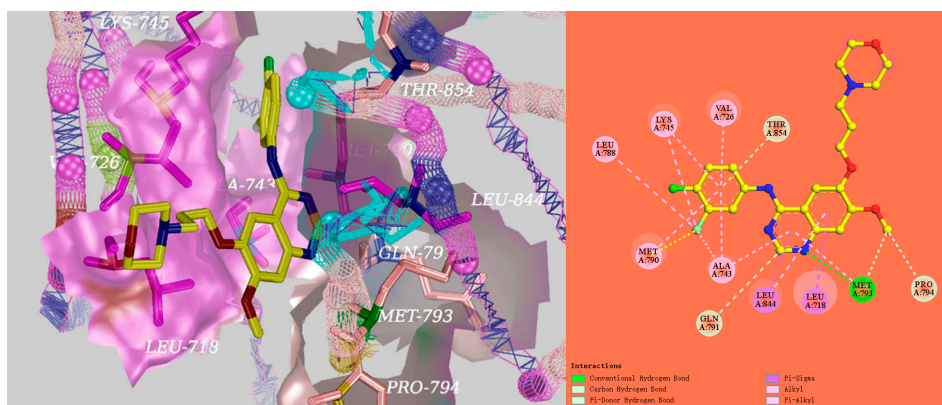 LYS-745
THR-854
726
A-743
LEU-844
GLN-79
MET-793
LEU-718
PRO-794
LYS
A:745
VAL
A:726
THR
A:854
LEU
A:788
MET
A:790
ALA
A:743
GLN
A:791
LEU
A:844
LEU
A:718
MET
A:793
PRO
A:794
Interactions
Conventional Hydrogen Bond
Carbon Hydrogen Bond
Pi-Donor Hydrogen Bond
Pi-Sigma
Alkyl
Pi-Alkyl